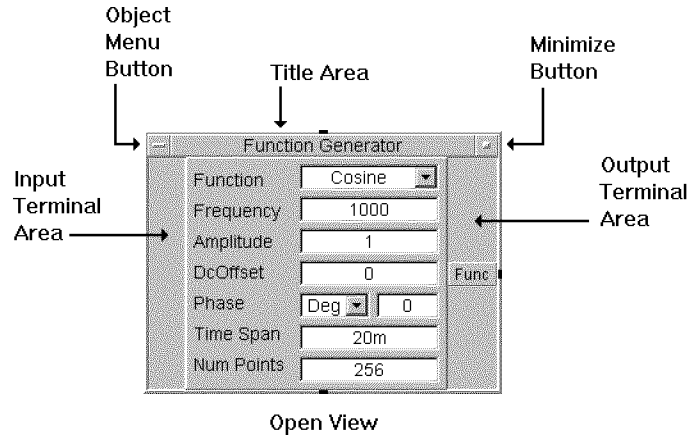 Object
Menu
Button
Title Area
Minimize
Button
Function Generator
Input
Terminal
Area
Output
Terminal
Area
Function Cosine
Frequency 1000
Amplitude 1
DcOffset 0
Func
Phase Deg 0
Time Span 20m
Num Points 256
Open View